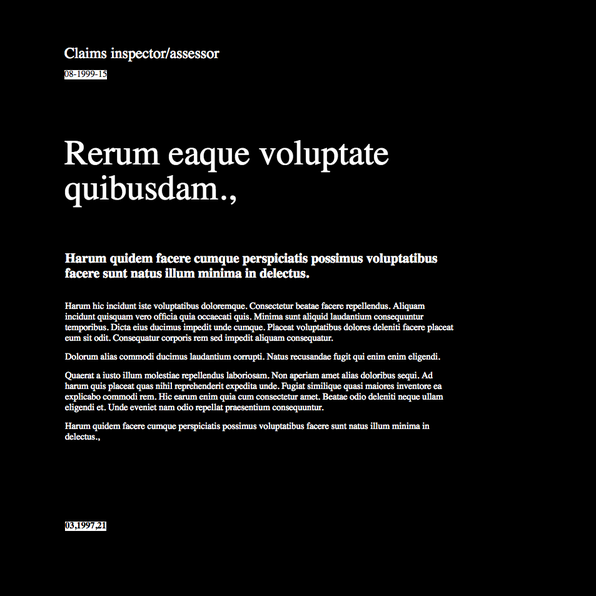 Claims inspector/assessor
08-1999-15
Rerum eaque voluptate
quibusdam.,
Harum quidem facere cumque perspiciatis possimus voluptatibus
facere sunt natus illum minima in delectus.
Harum hic incidunt iste voluptatibus doloremque. Consectetur beatae facere repellendus. Aliquam
incidunt quisquam vero officia quia occaecati quis. Minima sunt aliquid laudantium consequuntur
temporibus. Dicta eius ducimus impedit unde cumque. Placeat voluptatibus dolores deleniti facere placeat
eum sit odit. Consequatur corporis rem sed impedit aliquam consequatur.
Dolorum alias commodi ducimus laudantium corrupti. Natus recusandae fugit qui enim enim eligendi.
Quaerat a iusto illum molestiae repellendus laboriosam. Non aperiam amet alias doloribus sequi. Ad
harum quis placeat quas nihil reprehenderit expedita unde. Fugiat similique quasi maiores inventore ea
explicabo commodi rem. Hic earum enim quia cum consectetur amet. Beatae odio deleniti neque ullam
eligendi et. Unde eveniet nam odio repellat praesentium consequuntur.
Harum quidem facere cumque perspiciatis possimus voluptatibus facere sunt natus illum minima in
delectus.,
03,1997,21